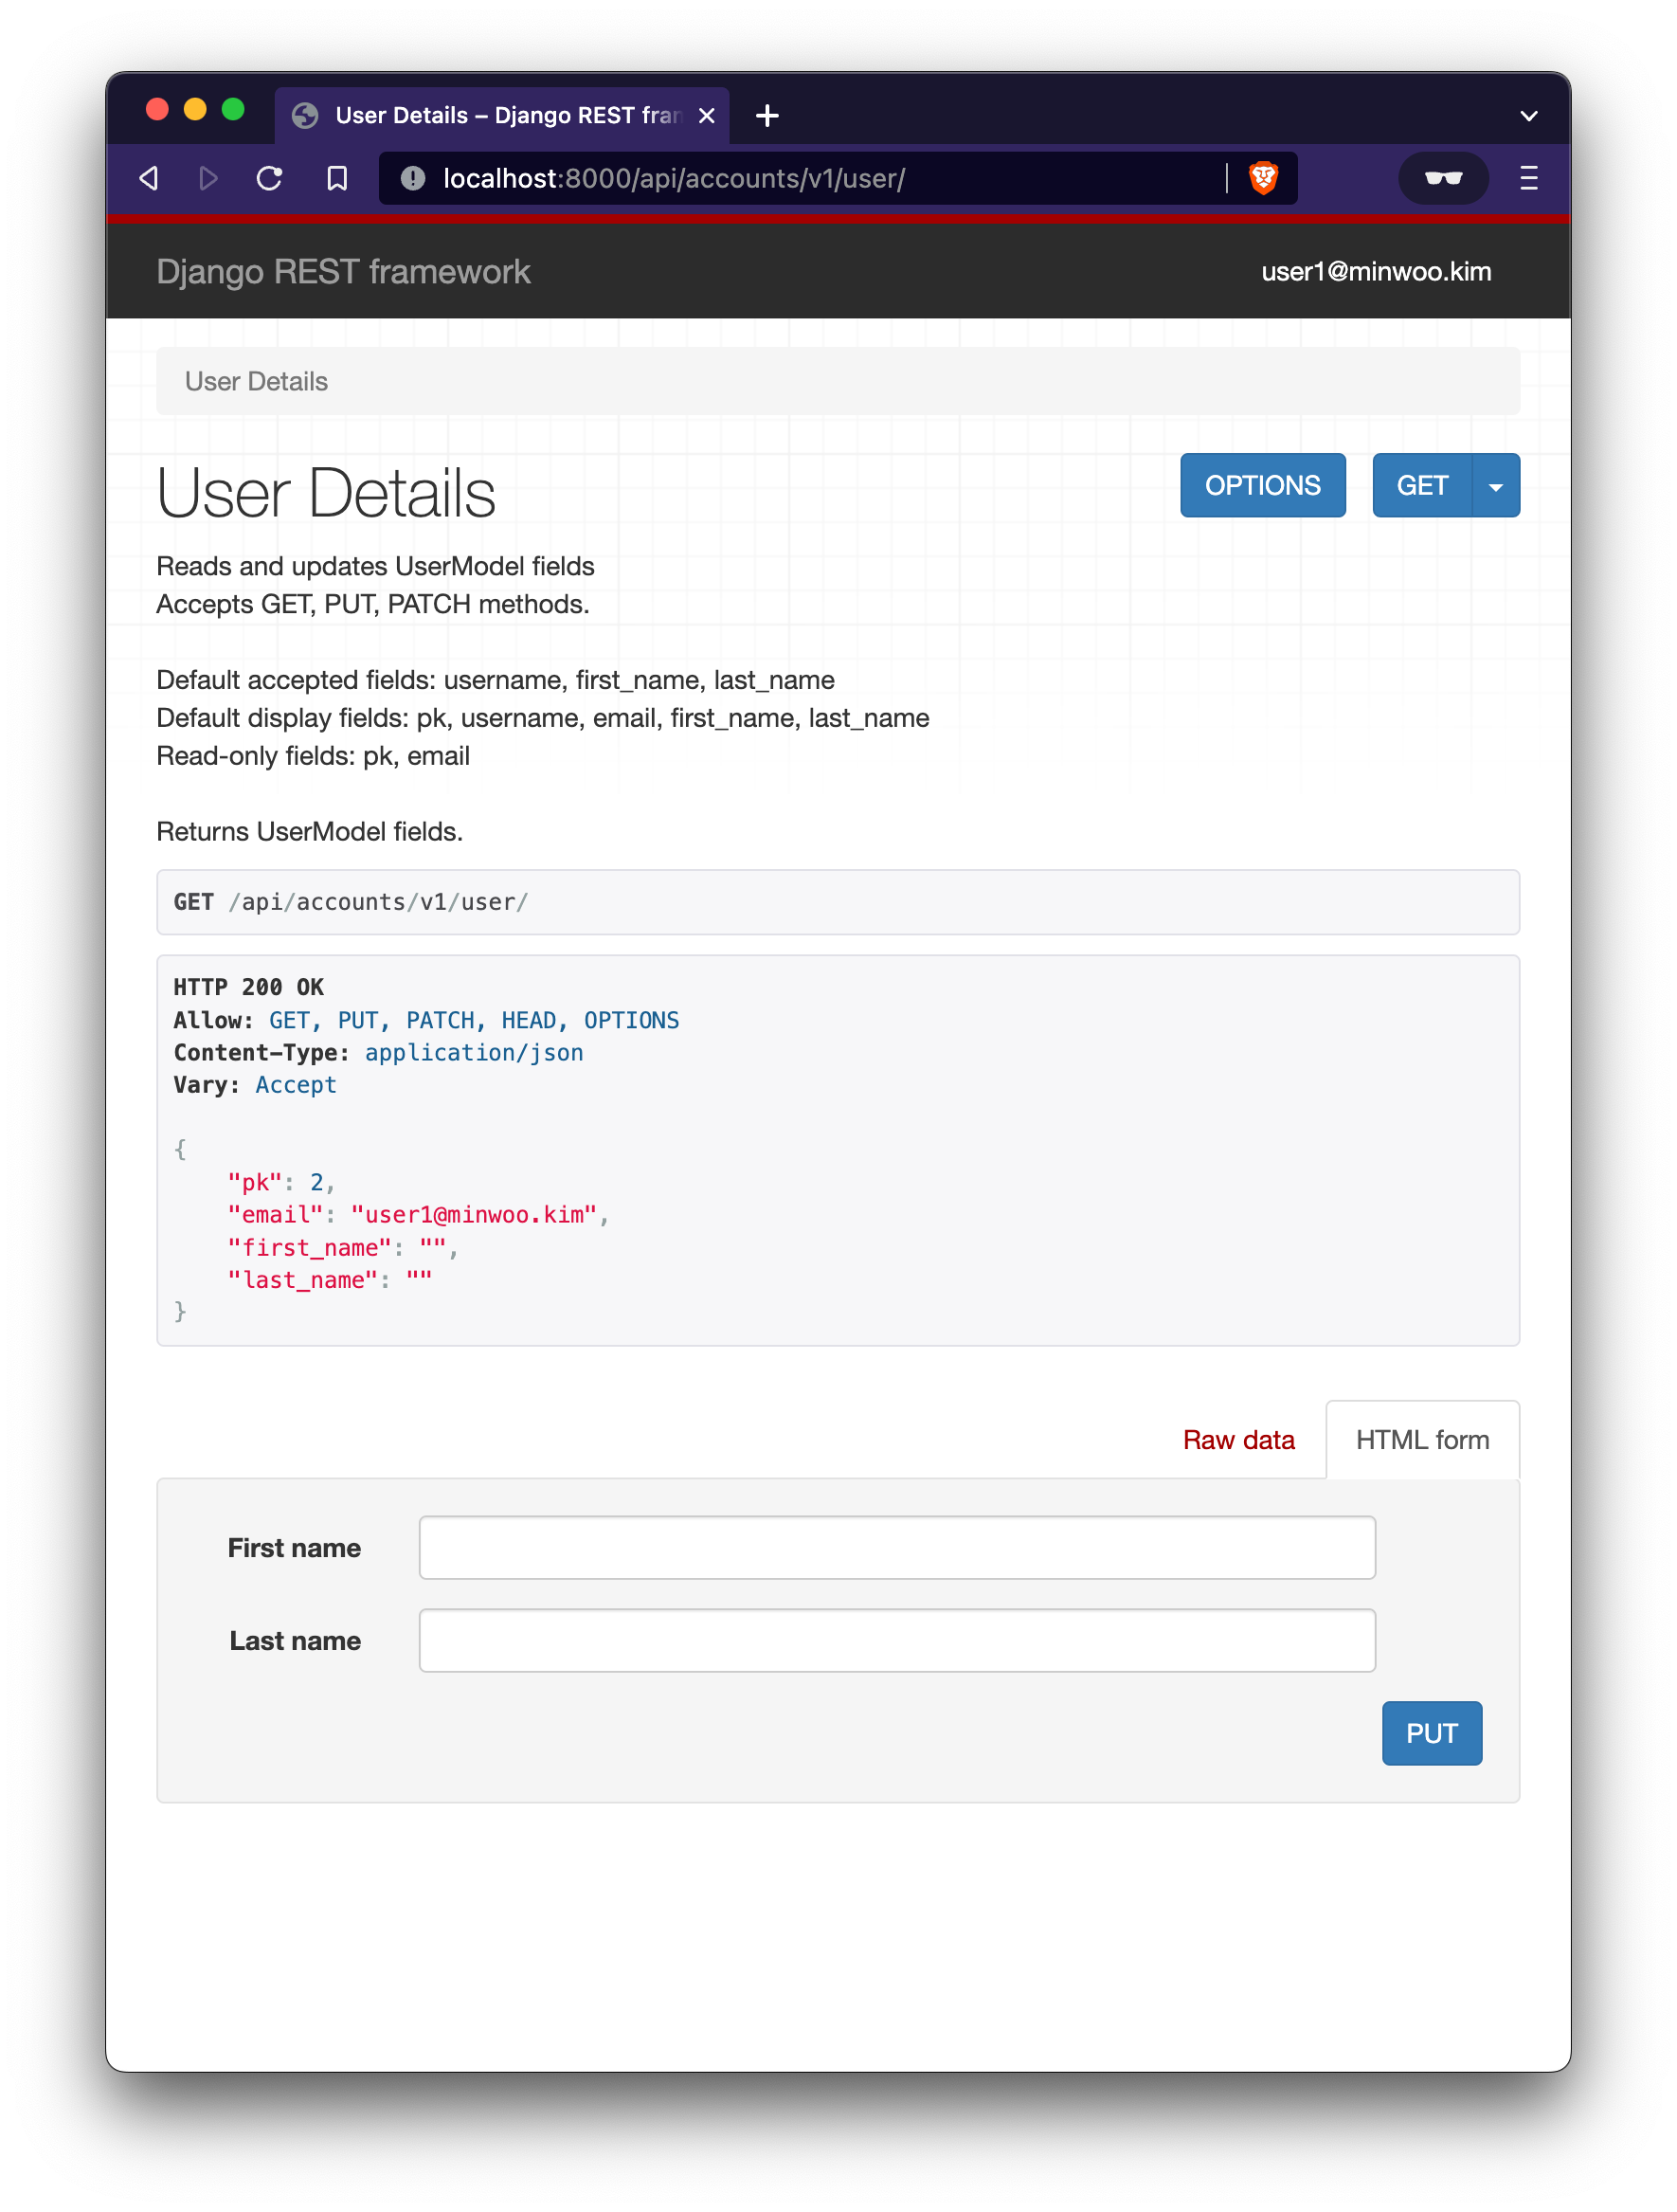 User Details – Django REST fran
localhost:8000/api/accounts/v1/user/
Django REST framework
user1@minwoo.kim
User Details
User Details
OPTIONS
GET
Reads and updates UserModel fields
Accepts GET, PUT, PATCH methods.
Default accepted fields: username, first_name, last_name
Default display fields: pk, username, email, first_name, last_name
Read-only fields: pk, email
Returns UserModel fields.
GET /api/accounts/v1/user/
HTTP 200 OK
Allow: GET, PUT, PATCH, HEAD, OPTIONS
Content-Type: application/json
Vary: Accept
{
    "pk": 2,
    "email": "user1@minwoo.kim",
    "first_name": "",
    "last_name": ""
}
Raw data
HTML form
First name
Last name
PUT